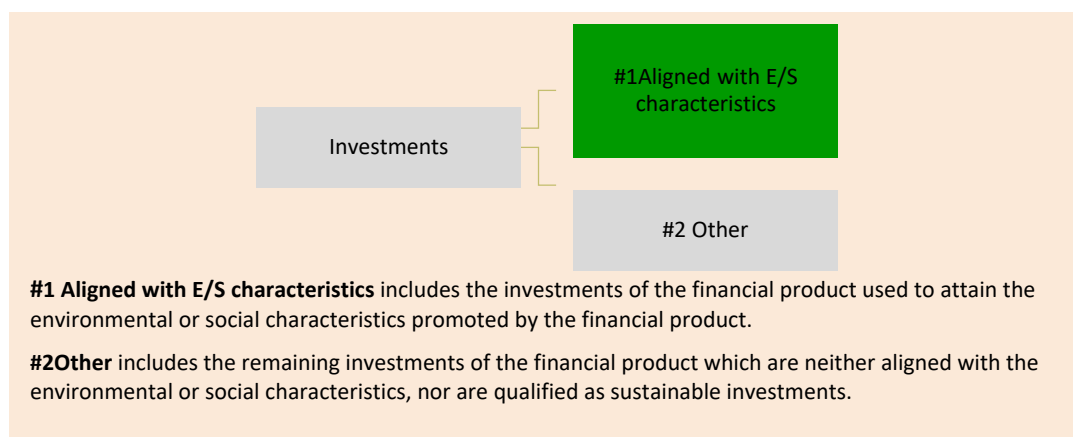 #1Aligned with E/S
characteristics
Investments
#2 Other
#1 Aligned with E/S characteristics includes the investments of the financial product used to attain the
environmental or social characteristics promoted by the financial product.
#2Other includes the remaining investments of the financial product which are neither aligned with the
environmental or social characteristics, nor are qualified as sustainable investments.